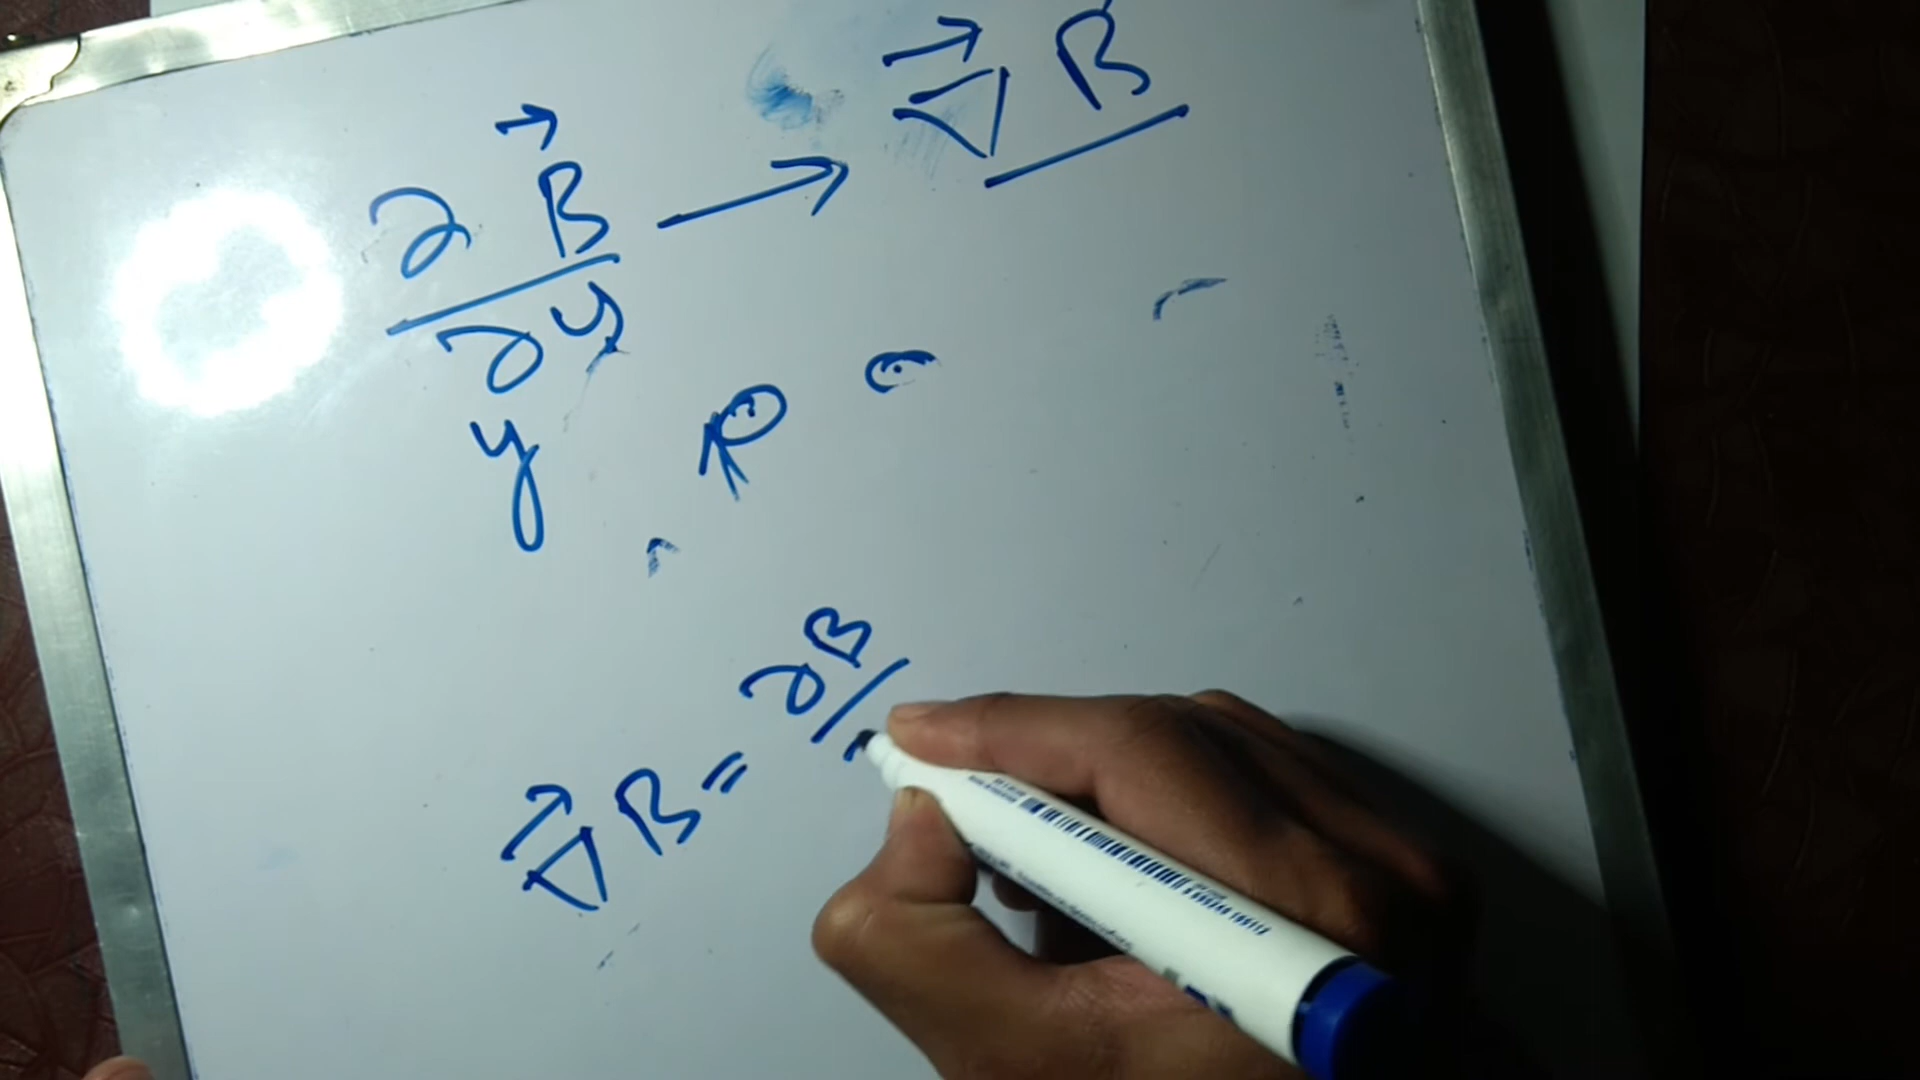 ∂B⃗/∂y → ∇⃗B
y
∇⃗B = ∂B/